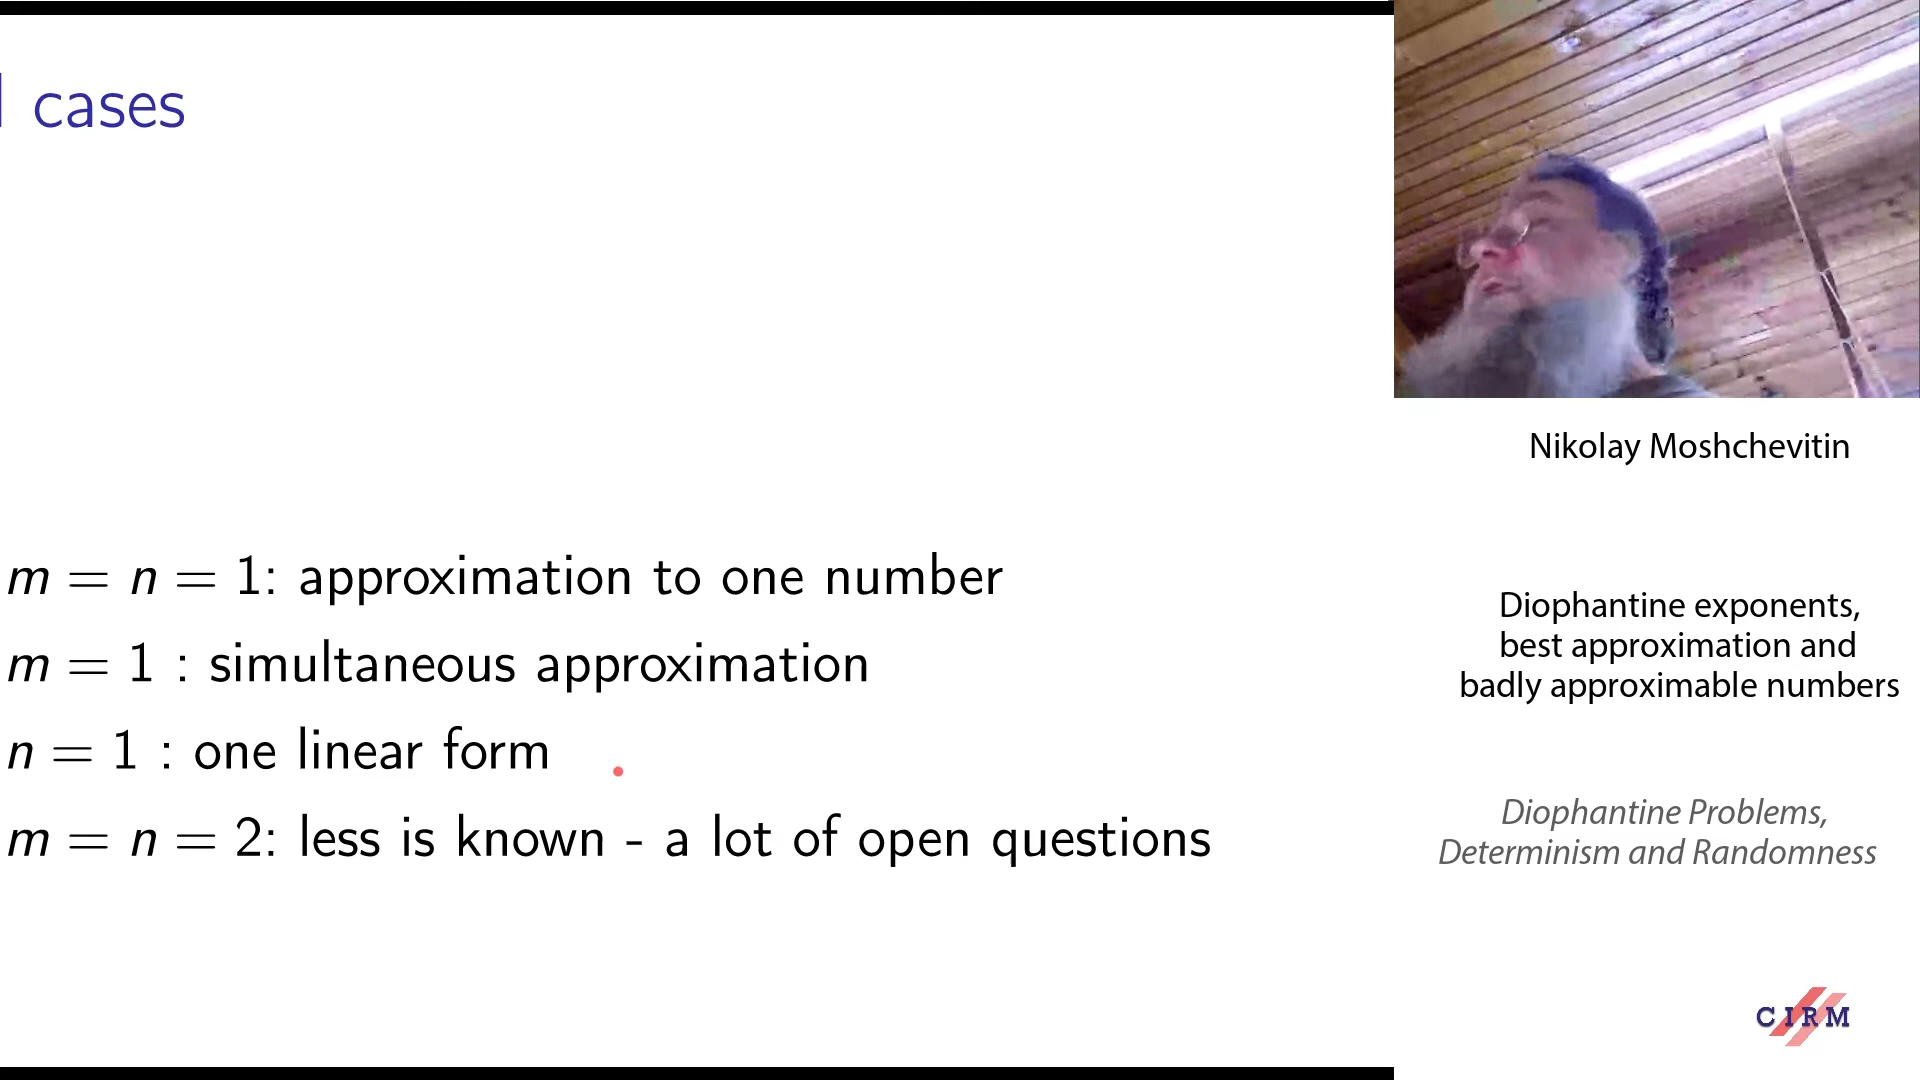 cases
m = n = 1: approximation to one number
m = 1 : simultaneous approximation
n = 1 : one linear form
m = n = 2: less is known - a lot of open questions
Nikolay Moshchevitin
Diophantine exponents,
best approximation and
badly approximable numbers
Diophantine Problems,
Determinism and Randomness
CIRM